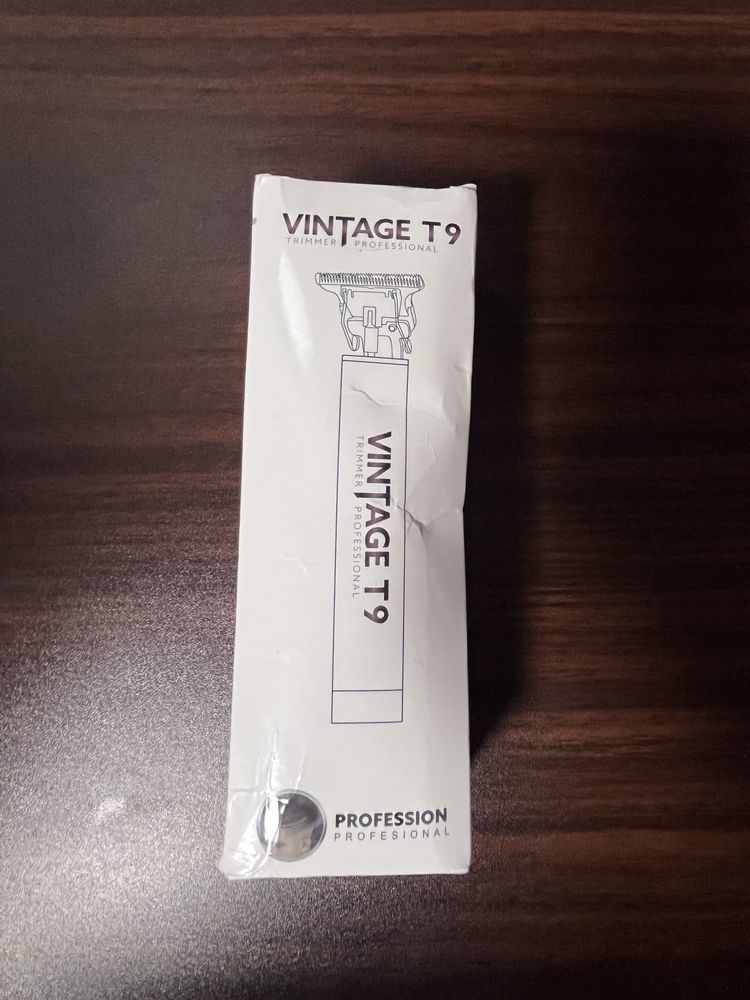 VINTAGE T9
TRIMMER PROFESSIONAL
VINTAGE T9
TRIMMER PROFESSIONAL
PROFESSION
PROFESIONAL